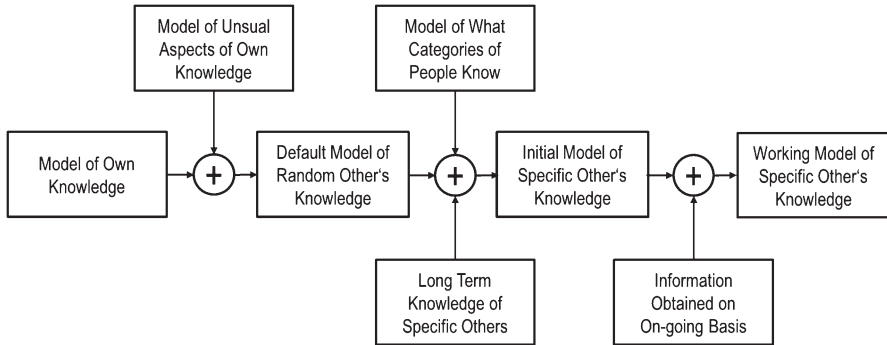 Model of Unsual
Aspects of Own
Knowledge
Model of What
Categories of
People Know
Model of Own
Knowledge
+
Default Model of
Random Other's
Knowledge
+
Initial Model of
Specific Other's
Knowledge
+
Working Model of
Specific Other's
Knowledge
Long Term
Knowledge of
Specific Others
Information
Obtained on
On-going Basis